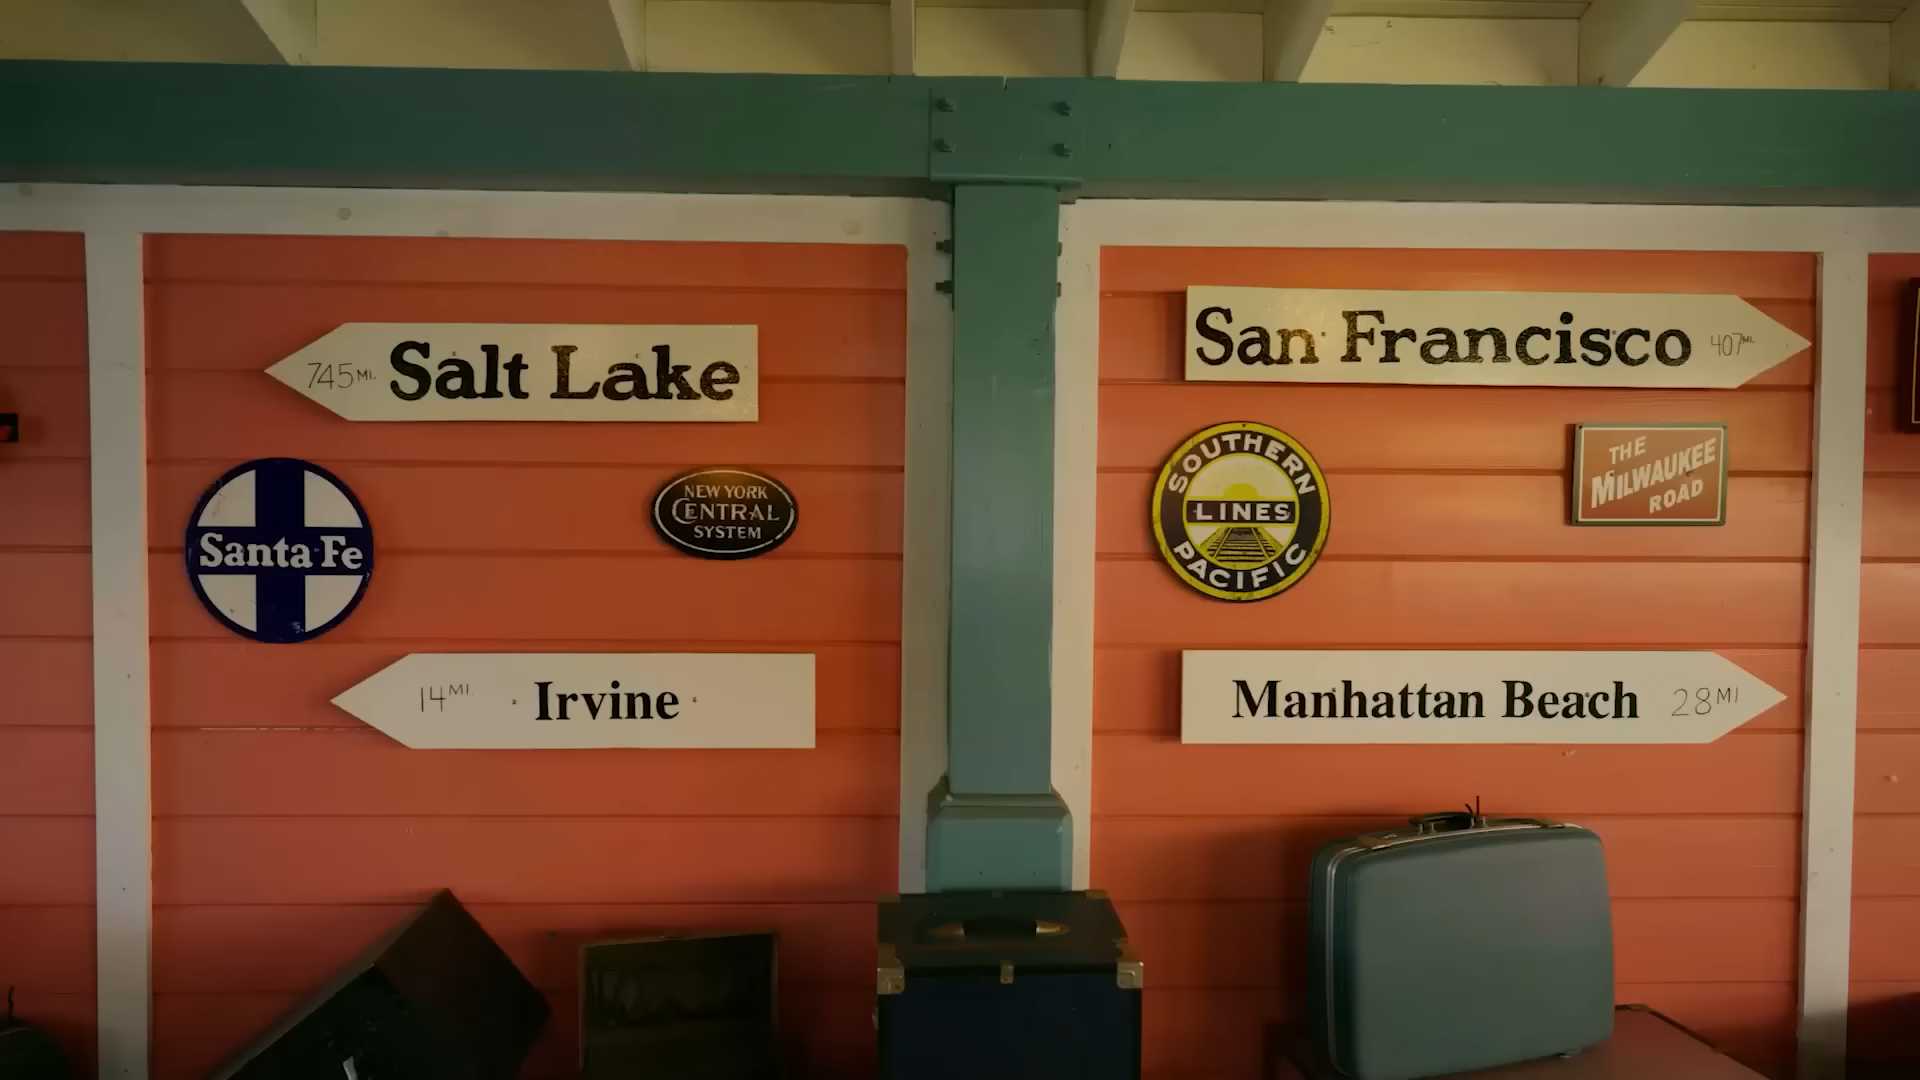 745 MI. Salt Lake
Santa Fe
NEW YORK
CENTRAL
SYSTEM
14 MI. Irvine
San Francisco 407 MI.
SOUTHERN
LINES
PACIFIC
THE
MILWAUKEE
ROAD
Manhattan Beach 28 MI